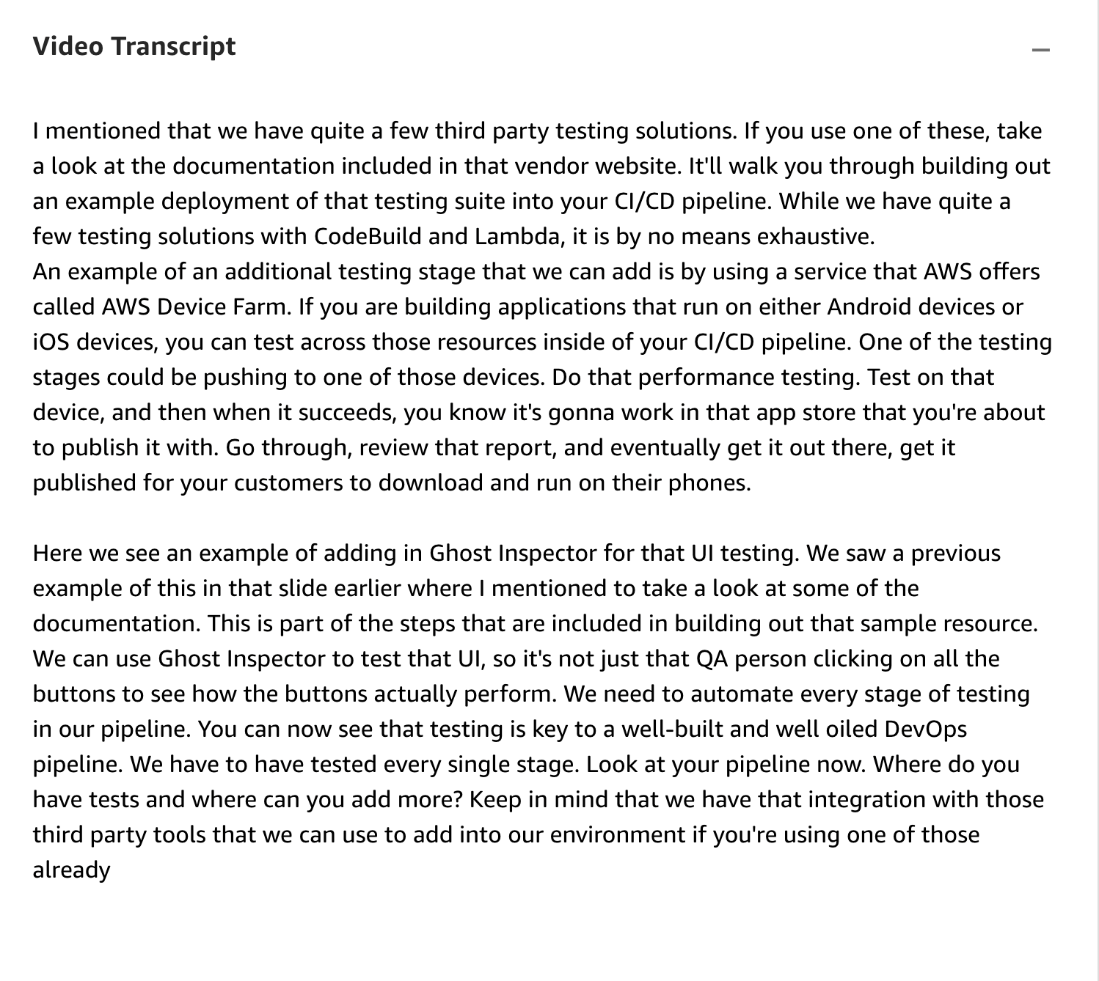 Video Transcript
I mentioned that we have quite a few third party testing solutions. If you use one of these, take
a look at the documentation included in that vendor website. It'll walk you through building out
an example deployment of that testing suite into your CI/CD pipeline. While we have quite a
few testing solutions with CodeBuild and Lambda, it is by no means exhaustive.
An example of an additional testing stage that we can add is by using a service that AWS offers
called AWS Device Farm. If you are building applications that run on either Android devices or
iOS devices, you can test across those resources inside of your CI/CD pipeline. One of the testing
stages could be pushing to one of those devices. Do that performance testing. Test on that
device, and then when it succeeds, you know it's gonna work in that app store that you're about
to publish it with. Go through, review that report, and eventually get it out there, get it
published for your customers to download and run on their phones.
Here we see an example of adding in Ghost Inspector for that UI testing. We saw a previous
example of this in that slide earlier where I mentioned to take a look at some of the
documentation. This is part of the steps that are included in building out that sample resource.
We can use Ghost Inspector to test that UI, so it's not just that QA person clicking on all the
buttons to see how the buttons actually perform. We need to automate every stage of testing
in our pipeline. You can now see that testing is key to a well-built and well oiled DevOps
pipeline. We have to have tested every single stage. Look at your pipeline now. Where do you
have tests and where can you add more? Keep in mind that we have that integration with those
third party tools that we can use to add into our environment if you're using one of those
already